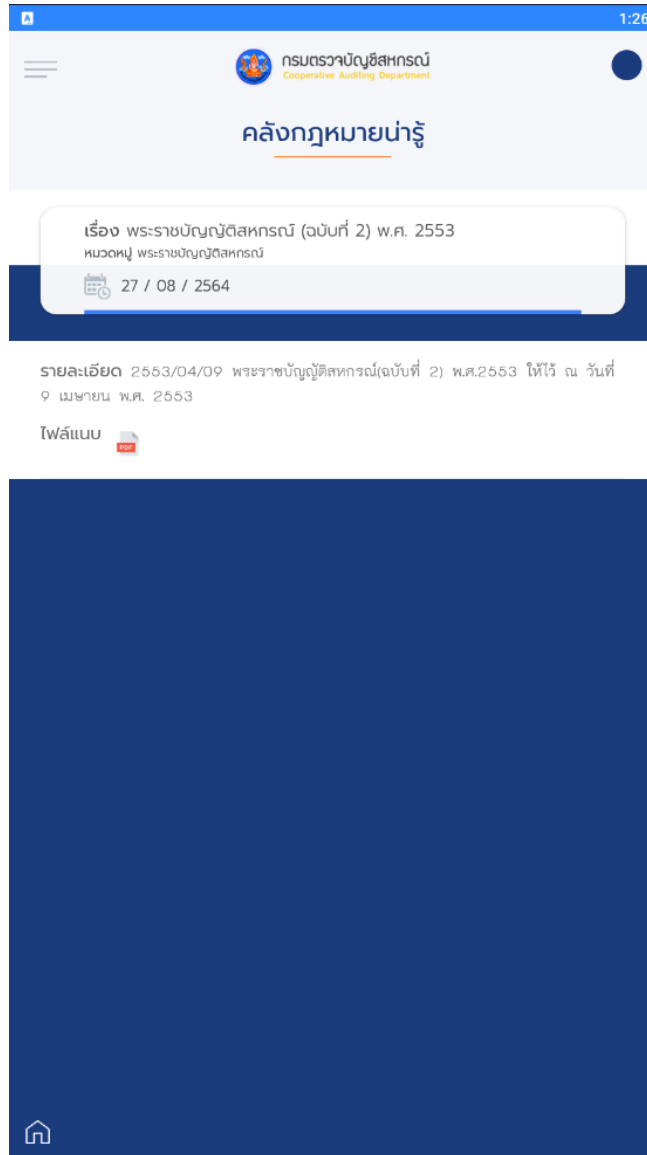 1:26
กรมตรวจบัญชีสหกรณ์
Cooperative Auditing Department
คลังกฎหมายน่ารู้
เรื่อง พระราชบัญญัติสหกรณ์ (ฉบับที่ 2) พ.ศ. 2553
หมวดหมู่ พระราชบัญญัติสหกรณ์
27 / 08 / 2564
รายละเอียด 2553/04/09 พระราชบัญญัติสหกรณ์(ฉบับที่ 2) พ.ศ.2553 ให้ไว้ ณ วันที่
9 เมษายน พ.ศ. 2553
ไฟล์แนบ
PDF